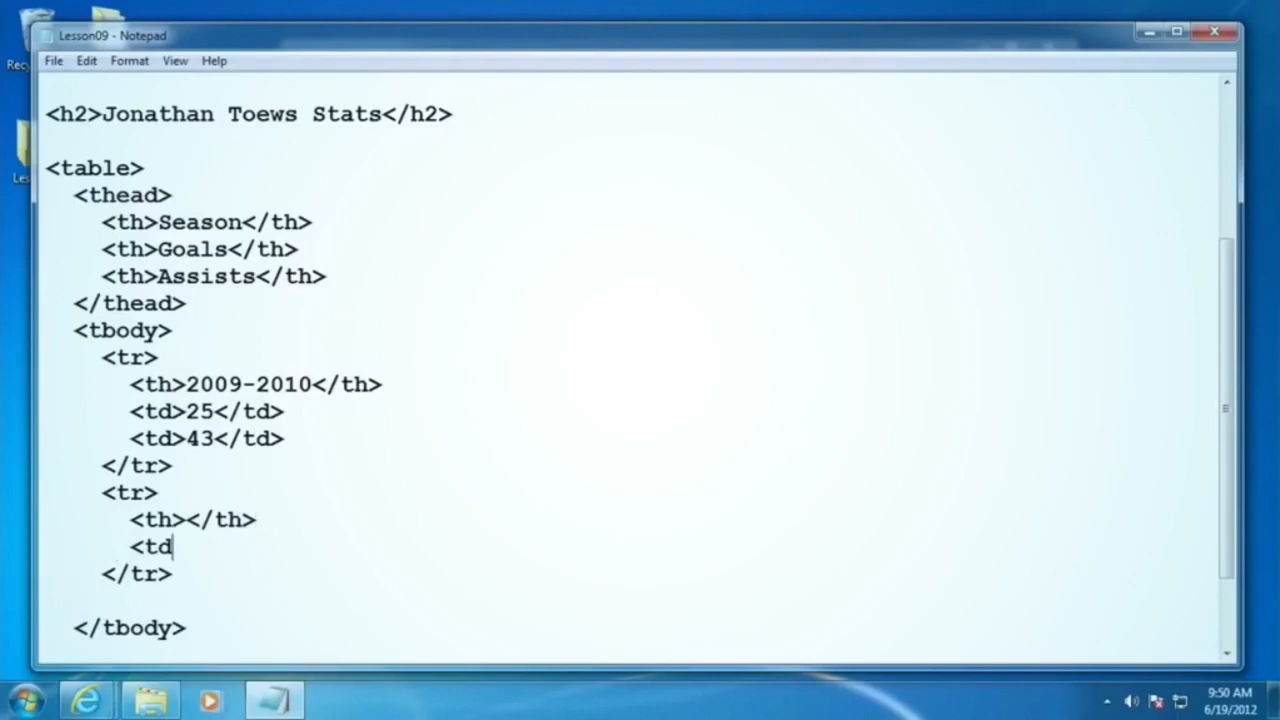 Lesson09 - Notepad
File Edit Format View Help
<h2>Jonathan Toews Stats</h2>
<table>
<thead>
<th>Season</th>
<th>Goals</th>
<th>Assists</th>
</thead>
<tbody>
<tr>
<th>2009-2010</th>
<td>25</td>
<td>43</td>
</tr>
<tr>
<th></th>
<td
</tr>
</tbody>
9:50 AM
6/19/2012